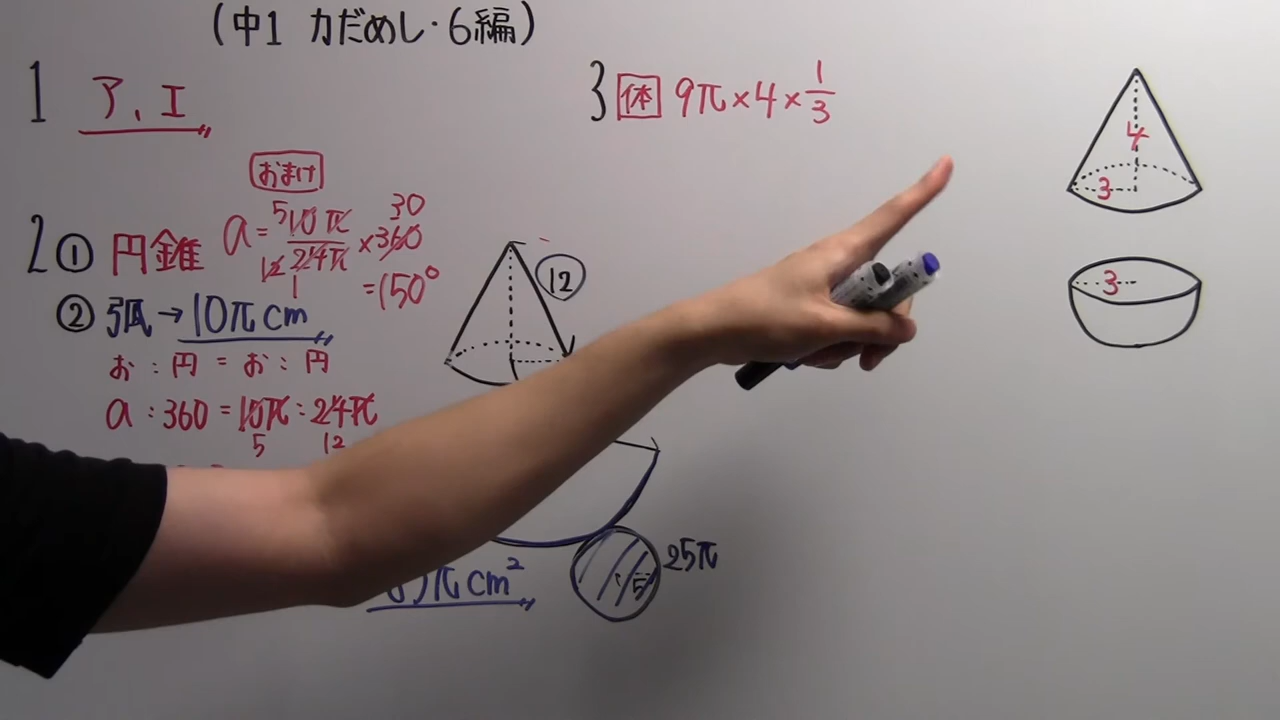 (中1 力だめし・6編)
1 ア、エ
おまけ
2 ① 円錐 a = 10π/24π × 360
5 12 1 30
= 150°
② 弧 → 10π cm
お : 円 = お : 円
a : 360 = 10π : 24π
5 12
12
π cm²
5
25π
3 体 9π × 4 × 1/3
4
3
3